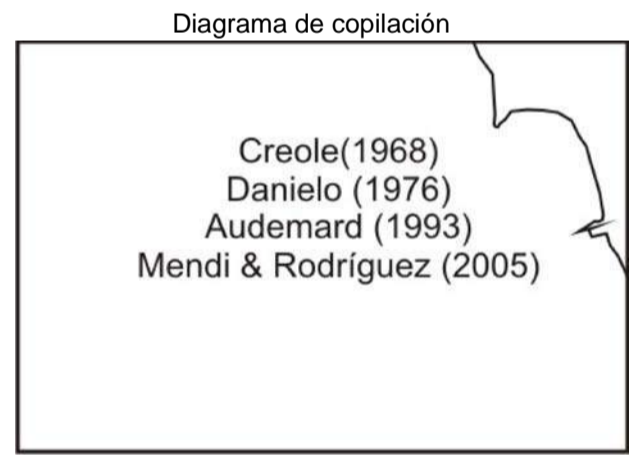 Diagrama de copilación
Creole(1968)
Danielo (1976)
Audemard (1993)
Mendi & Rodríguez (2005)